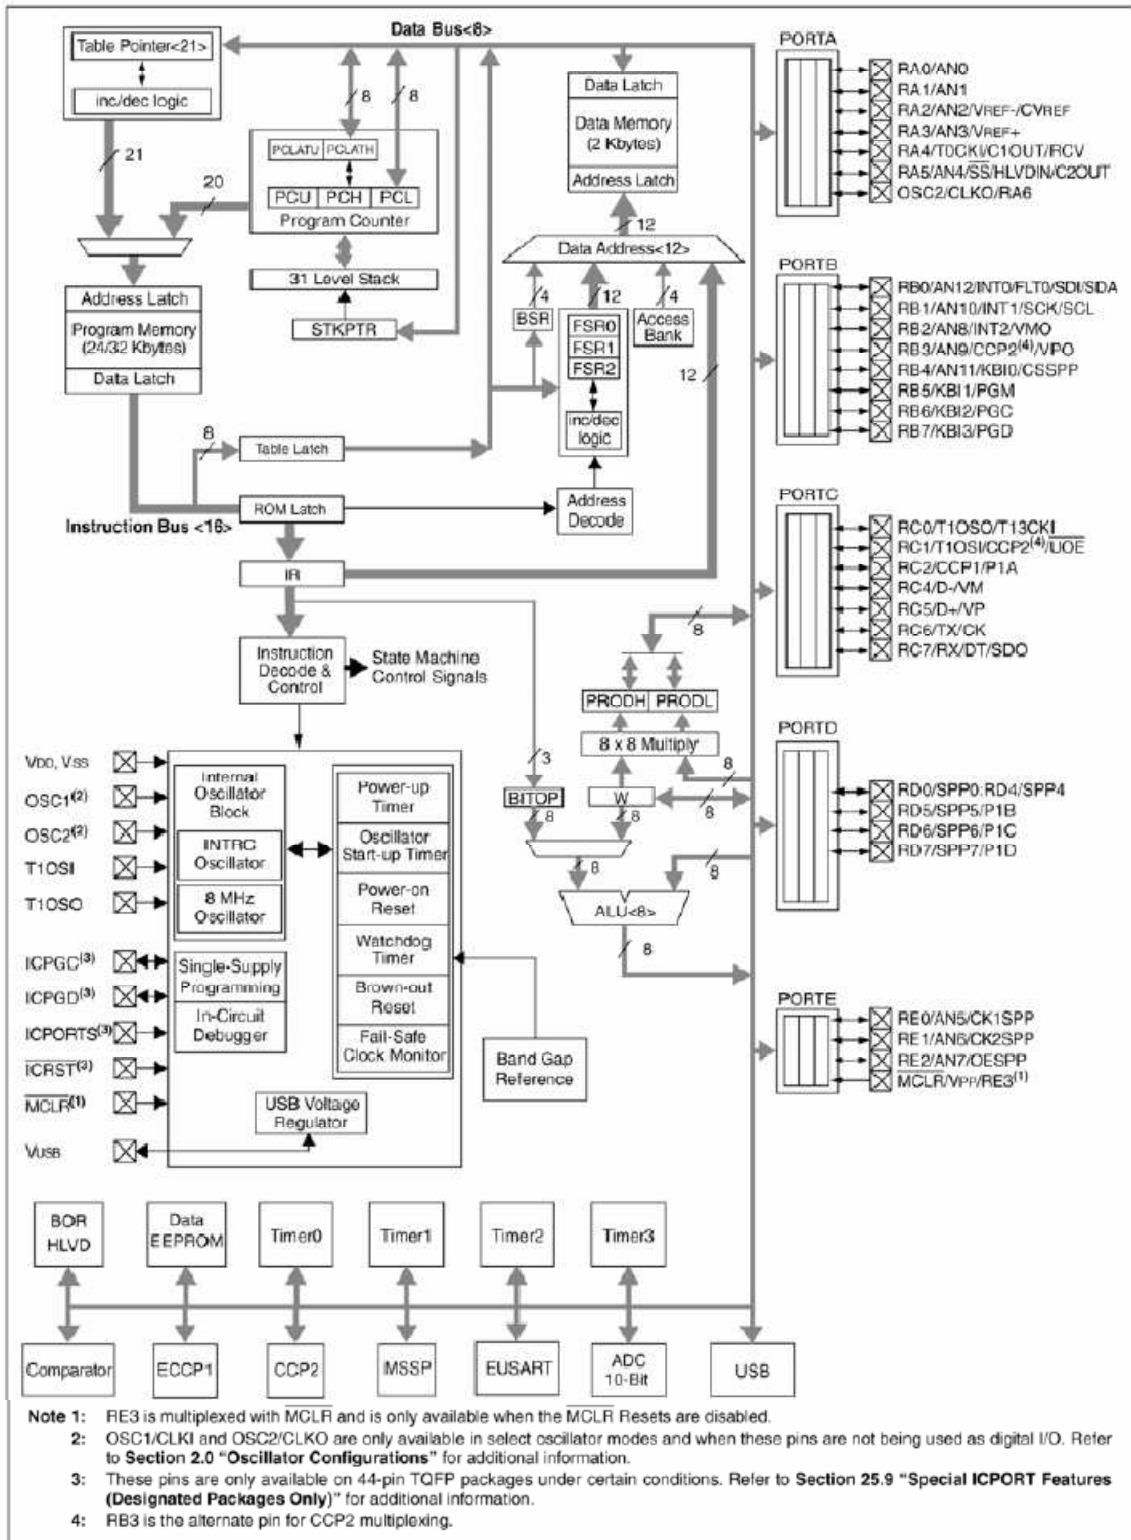 Data Bus<8>
Table Pointer<21>
inc/dec logic
21
20
8
8
PCLATU PCLATH
PCU PCH PCL
Program Counter
31 Level Stack
STKPTR
Address Latch
Program Memory
(24/32 Kbytes)
Data Latch
8
Table Latch
ROM Latch
Instruction Bus <16>
IR
Data Latch
Data Memory
(2 Kbytes)
Address Latch
12
Data Address<12>
4
12
4
BSR
FSR0
FSR1
FSR2
Access
Bank
12
inc/dec
logic
Address
Decode
Instruction
Decode &
Control
State Machine
Control Signals
8
PRODH PRODL
8 x 8 Multiply
3
8
BITOP
W
8
8
8
8
8
ALU<8>
8
VDD, VSS
OSC1(2)
OSC2(2)
T1OSI
T1OSO
ICPGC(3)
ICPGD(3)
ICPORTS(3)
ICRST(3)
MCLR(1)
VUSB
Internal
Oscillator
Block
INTRC
Oscillator
8 MHz
Oscillator
Single-Supply
Programming
In-Circuit
Debugger
Power-up
Timer
Oscillator
Start-up Timer
Power-on
Reset
Watchdog
Timer
Brown-out
Reset
Fail-Safe
Clock Monitor
Band Gap
Reference
USB Voltage
Regulator
PORTA
RA0/AN0
RA1/AN1
RA2/AN2/VREF-/CVREF
RA3/AN3/VREF+
RA4/T0CKI/C1OUT/RCV
RA5/AN4/SS/HLVDIN/C2OUT
OSC2/CLKO/RA6
PORTB
RB0/AN12/INT0/FLT0/SDI/SDA
RB1/AN10/INT1/SCK/SCL
RB2/AN8/INT2/VMO
RB3/AN9/CCP2(4)/VPO
RB4/AN11/KBI0/CSSPP
RB5/KBI1/PGM
RB6/KBI2/PGC
RB7/KBI3/PGD
PORTC
RC0/T1OSO/T13CKI
RC1/T1OSI/CCP2(4)/UOE
RC2/CCP1/P1A
RC4/D-/VM
RC5/D+/VP
RC6/TX/CK
RC7/RX/DT/SDO
PORTD
RD0/SPP0:RD4/SPP4
RD5/SPP5/P1B
RD6/SPP6/P1C
RD7/SPP7/P1D
PORTE
RE0/AN5/CK1SPP
RE1/AN6/CK2SPP
RE2/AN7/OESPP
MCLR/VPP/RE3(1)
BOR
HLVD
Data
EEPROM
Timer0
Timer1
Timer2
Timer3
Comparator
ECCP1
CCP2
MSSP
EUSART
ADC
10-Bit
USB
Note 1: RE3 is multiplexed with MCLR and is only available when the MCLR Resets are disabled.
2: OSC1/CLKI and OSC2/CLKO are only available in select oscillator modes and when these pins are not being used as digital I/O. Refer
to Section 2.0 “Oscillator Configurations” for additional information.
3: These pins are only available on 44-pin TQFP packages under certain conditions. Refer to Section 25.9 “Special ICPORT Features
(Designated Packages Only)” for additional information.
4: RB3 is the alternate pin for CCP2 multiplexing.